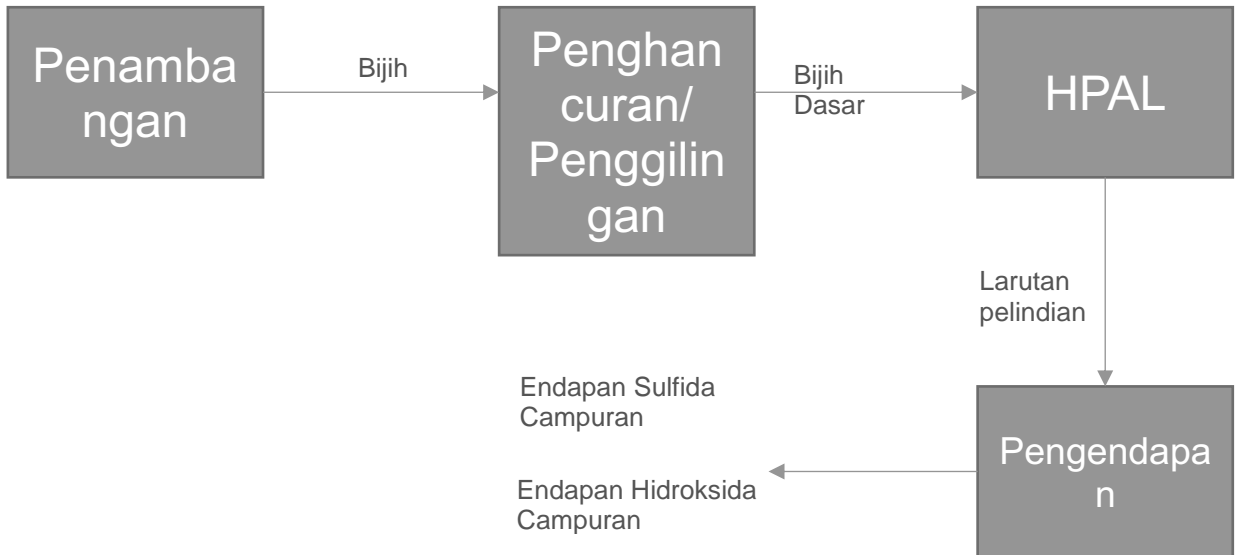 Penamba
ngan
Bijih
Penghan
curan/
Penggilin
gan
Bijih
Dasar
HPAL
Larutan
pelindian
Endapan Sulfida
Campuran
Endapan Hidroksida
Campuran
Pengendapa
n